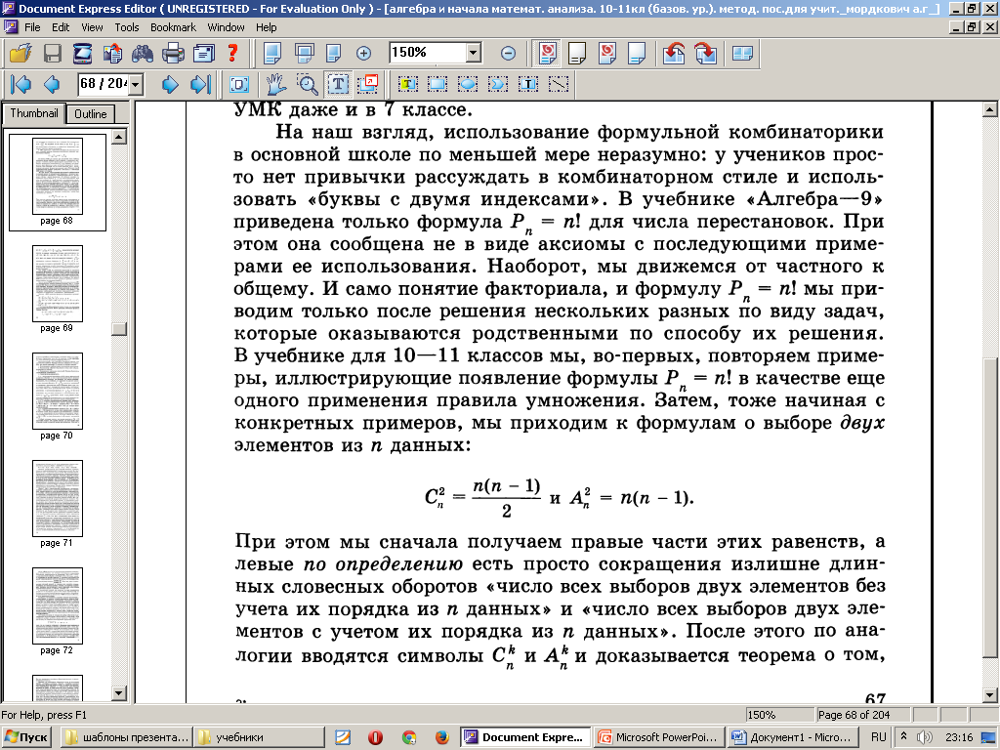 Document Express Editor ( UNREGISTERED - For Evaluation Only ) - [алгебра и начала математ. анализа. 10-11кл (базов. ур.). метод. пос.для учит._мордкович а.г_]
File Edit View Tools Bookmark Window Help
150%
68 / 204
Thumbnail Outline
page 68
page 69
page 70
page 71
page 72
УМК даже и в 7 классе.
На наш взгляд, использование формульной комбинаторики
в основной школе по меньшей мере неразумно: у учеников прос-
то нет привычки рассуждать в комбинаторном стиле и исполь-
зовать «буквы с двумя индексами». В учебнике «Алгебра—9»
приведена только формула Pₙ = n! для числа перестановок. При
этом она сообщена не в виде аксиомы с последующими приме-
рами ее использования. Наоборот, мы движемся от частного к
общему. И само понятие факториала, и формулу Pₙ = n! мы при-
водим только после решения нескольких разных по виду задач,
которые оказываются родственными по способу их решения.
В учебнике для 10—11 классов мы, во-первых, повторяем приме-
ры, иллюстрирующие появление формулы Pₙ = n! в качестве еще
одного применения правила умножения. Затем, тоже начиная с
конкретных примеров, мы приходим к формулам о выборе двух
элементов из n данных:
C²ₙ = n(n − 1)/2 и A²ₙ = n(n − 1).
При этом мы сначала получаем правые части этих равенств, а
левые по определению есть просто сокращения излишне длин-
ных словесных оборотов «число всех выборов двух элементов без
учета их порядка из n данных» и «число всех выборов двух эле-
ментов с учетом их порядка из n данных». После этого по ана-
логии вводятся символы Cᵏₙ и Aᵏₙ и доказывается теорема о том,
67
For Help, press F1 150% Page 68 of 204
Пуск шаблоны презента... учебники Document Expre... Microsoft PowerPoi... Документ1 - Micro... RU 23:16